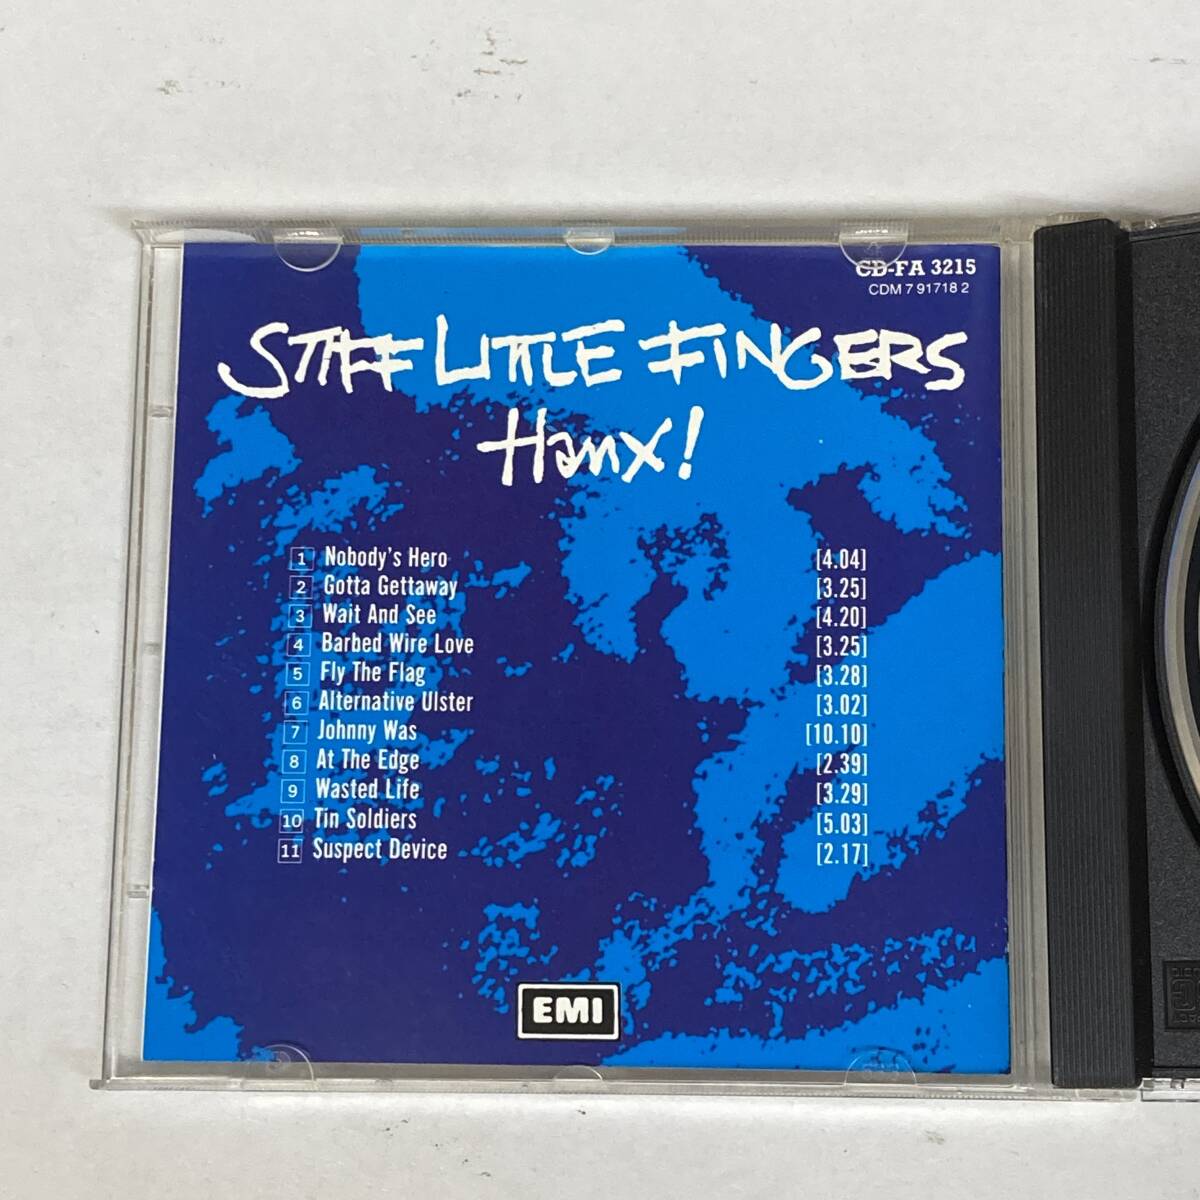 CD-FA 3215
CDM 7 91718 2
STIFF LITTLE FINGERS
Hanx!
1 Nobody's Hero [4.04]
2 Gotta Gettaway [3.25]
3 Wait And See [4.20]
4 Barbed Wire Love [3.25]
5 Fly The Flag [3.28]
6 Alternative Ulster [3.02]
7 Johnny Was [10.10]
8 At The Edge [2.39]
9 Wasted Life [3.29]
10 Tin Soldiers [5.03]
11 Suspect Device [2.17]
EMI